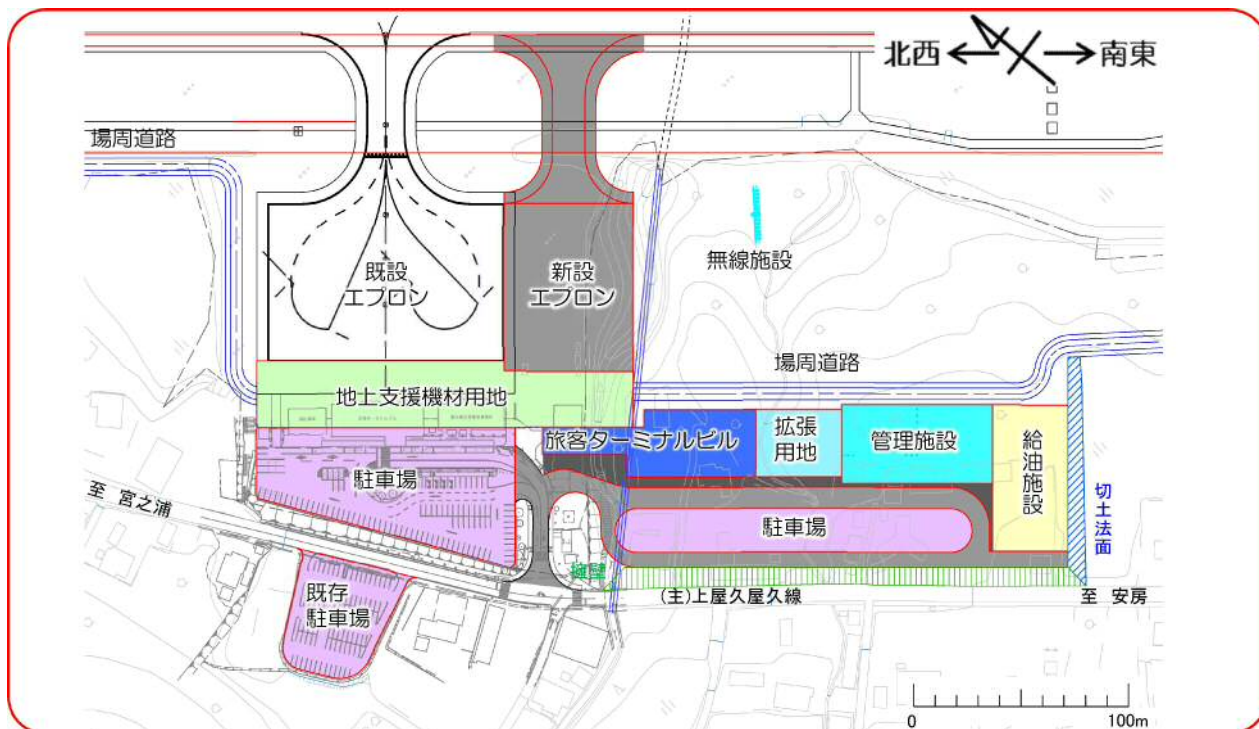 北西
南東
場周道路
無線施設
既設
エプロン
新設
エプロン
場周道路
地上支援機材用地
旅客ターミナルビル
拡張
用地
管理施設
給油施設
切土法面
駐車場
至 宮之浦
駐車場
擁壁
(主)上屋久屋久線
至 安房
既存
駐車場
0
100m